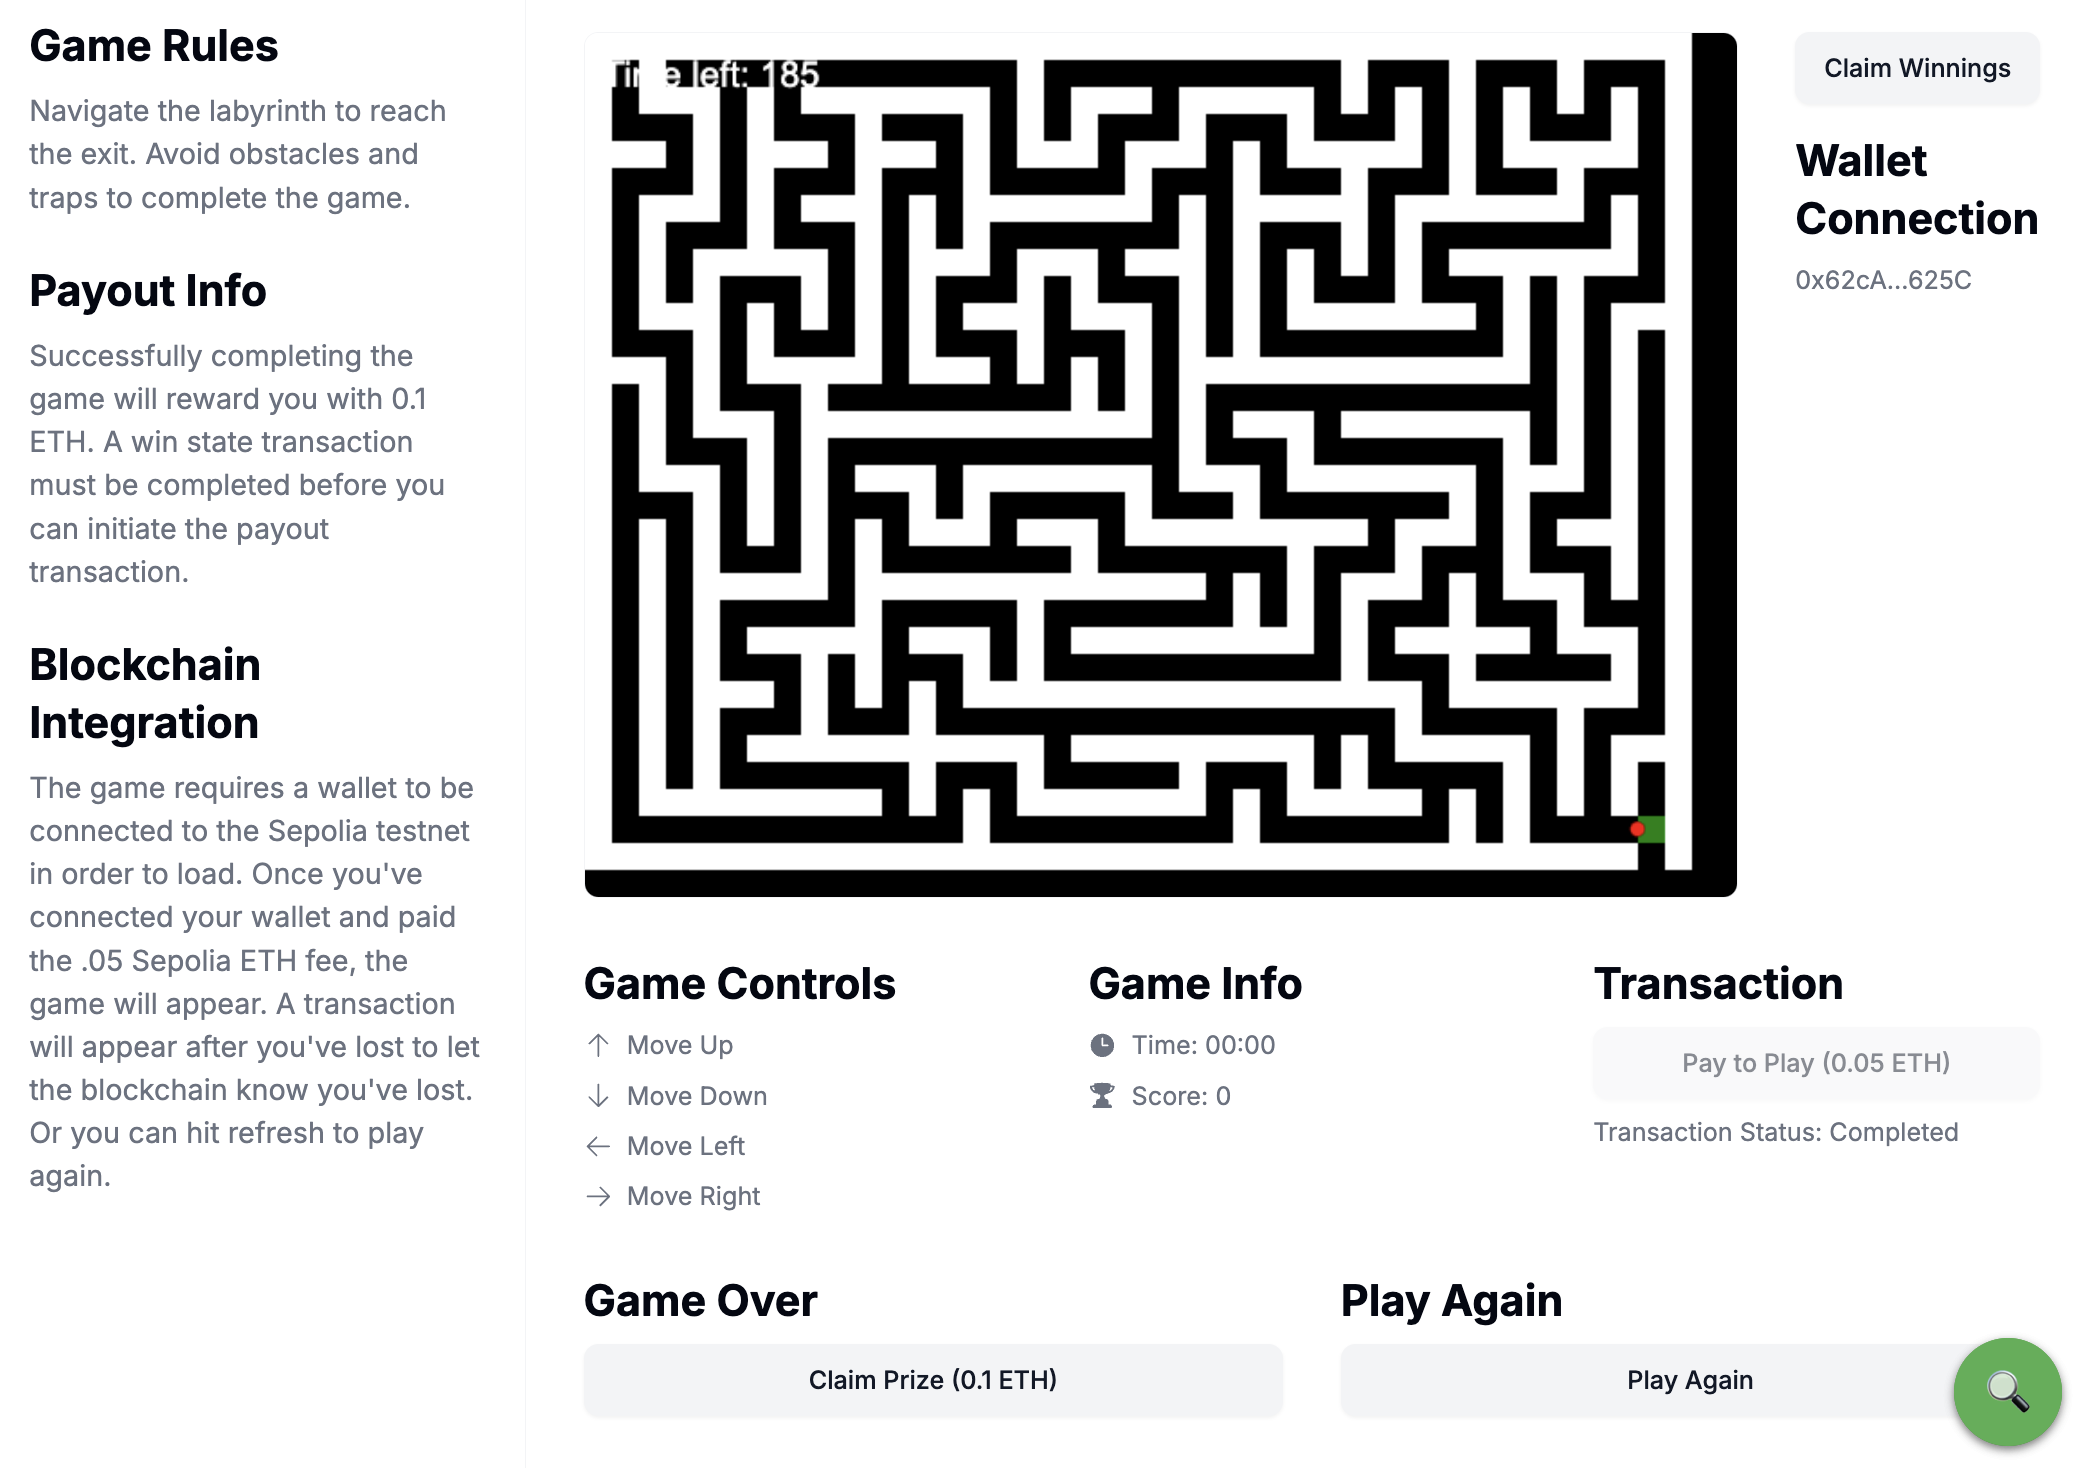 Game Rules
Navigate the labyrinth to reach
the exit. Avoid obstacles and
traps to complete the game.
Payout Info
Successfully completing the
game will reward you with 0.1
ETH. A win state transaction
must be completed before you
can initiate the payout
transaction.
Blockchain
Integration
The game requires a wallet to be
connected to the Sepolia testnet
in order to load. Once you've
connected your wallet and paid
the .05 Sepolia ETH fee, the
game will appear. A transaction
will appear after you've lost to let
the blockchain know you've lost.
Or you can hit refresh to play
again.
Time left: 185
Claim Winnings
Wallet
Connection
0x62cA...625C
Game Controls
Move Up
Move Down
Move Left
Move Right
Game Info
Time: 00:00
Score: 0
Transaction
Pay to Play (0.05 ETH)
Transaction Status: Completed
Game Over
Claim Prize (0.1 ETH)
Play Again
Play Again